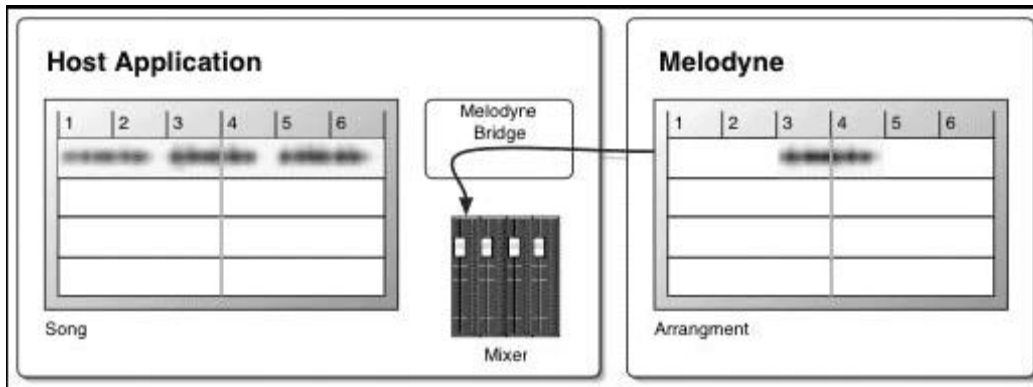 Host Application
1 2 3 4 5 6
Song
Melodyne
Bridge
Mixer
Melodyne
1 2 3 4 5 6
Arrangment